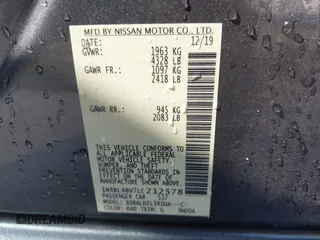 MFD BY NISSAN MOTOR CO., LTD.
DATE: 12/19
GVWR: 1963 KG
4328 LB
GAWR FR.: 1097 KG
2418 LB
GAWR RR.: 945 KG
2083 LB
THIS VEHICLE CONFORMS TO ALL
APPLICABLE FEDERAL MOTOR
VEHICLE SAFETY, BUMPER, AND
THEFT PREVENTION STANDARDS
IN EFFECT ON THE DATE OF
MANUFACTURE SHOWN ABOVE.
1N4BL4BV7LC212578
PASSENGER CAR
COLOR: KAD TRIM: G
DREAMBID